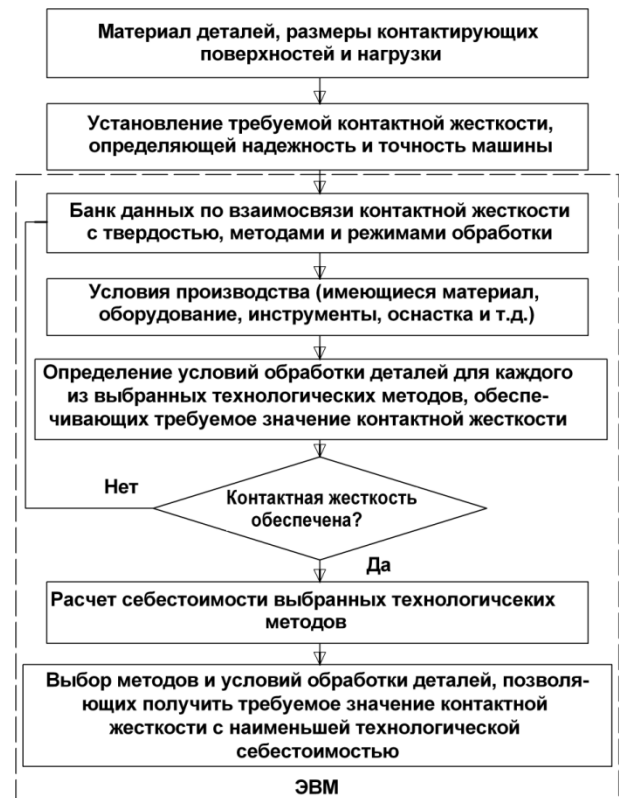 Материал деталей, размеры контактирующих
поверхностей и нагрузки
Установление требуемой контактной жесткости,
определяющей надежность и точность машины
Банк данных по взаимосвязи контактной жесткости
с твердостью, методами и режимами обработки
Условия производства (имеющиеся материал,
оборудование, инструменты, оснастка и т.д.)
Определение условий обработки деталей для каждого
из выбранных технологических методов, обеспе-
чивающих требуемое значение контактной жесткости
Нет
Контактная жесткость
обеспечена?
Да
Расчет себестоимости выбранных технологичсеких
методов
Выбор методов и условий обработки деталей, позволя-
ющих получить требуемое значение контактной
жесткости с наименьшей технологической
себестоимостью
ЭВМ